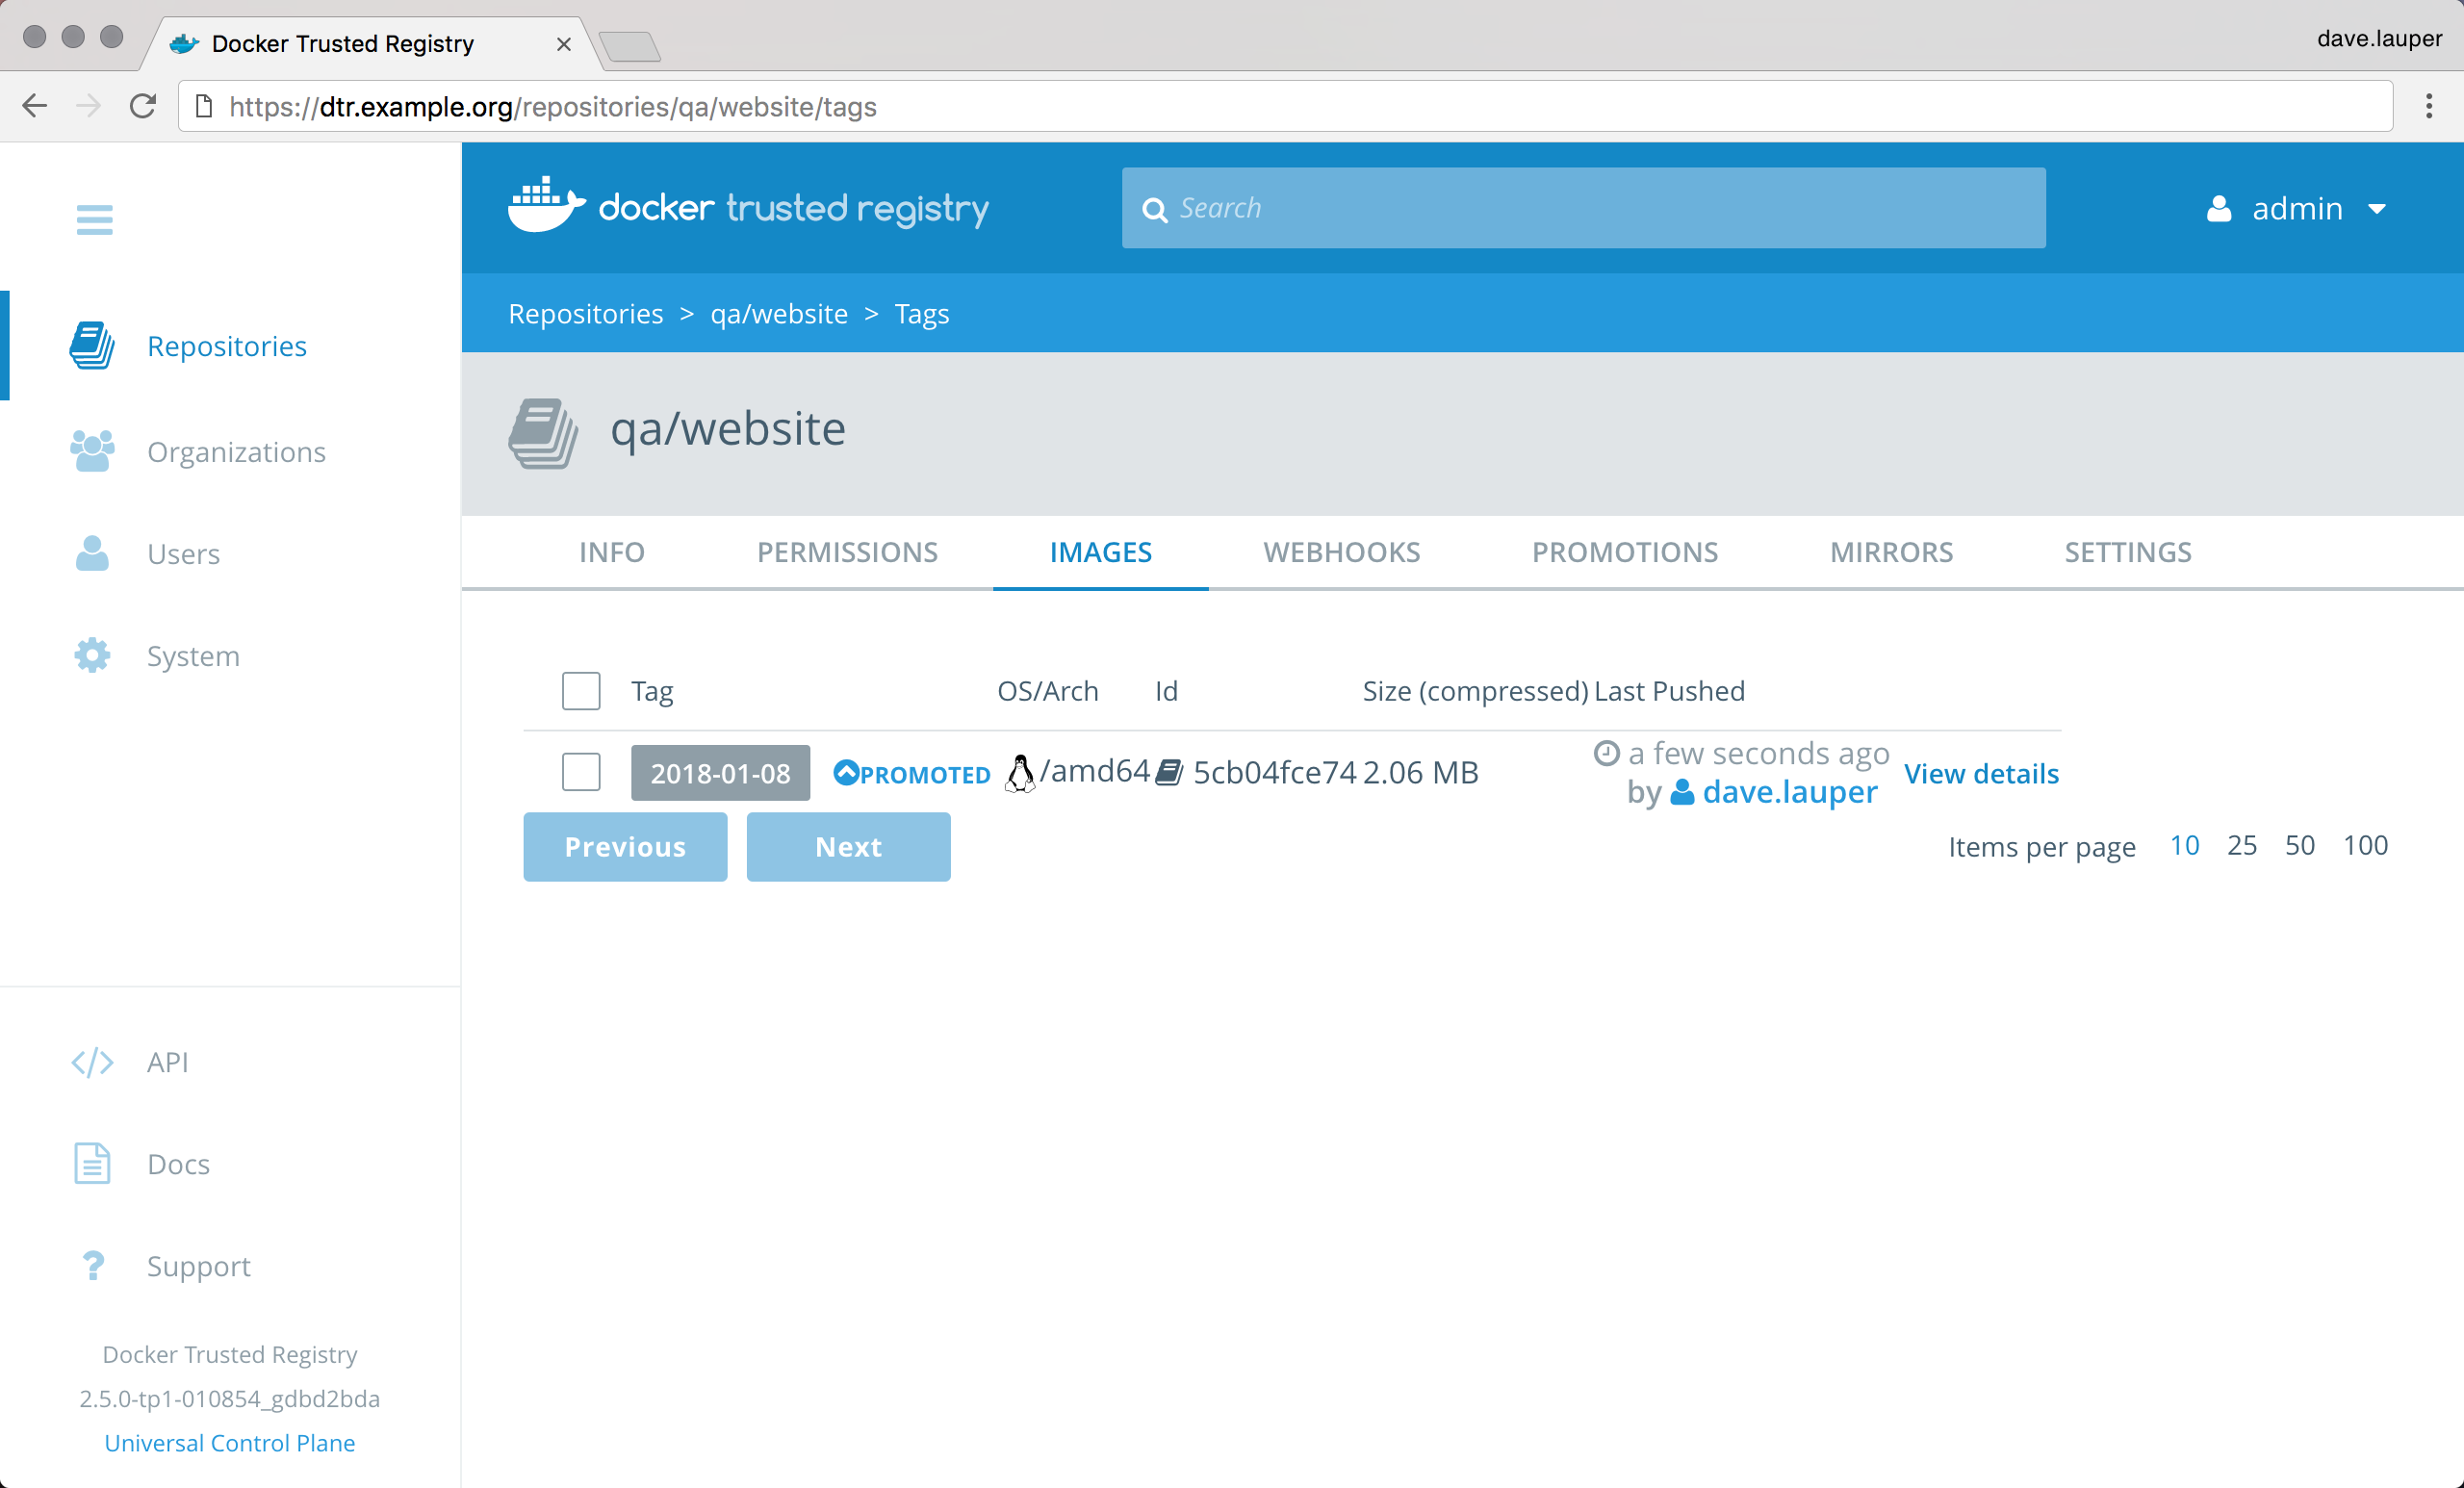 Docker Trusted Registry
dave.lauper
https://dtr.example.org/repositories/qa/website/tags
docker trusted registry
Search
admin
Repositories > qa/website > Tags
Repositories
Organizations
Users
System
qa/website
INFO PERMISSIONS IMAGES WEBHOOKS PROMOTIONS MIRRORS SETTINGS
Tag OS/Arch Id Size (compressed) Last Pushed
2018-01-08 PROMOTED /amd64 5cb04fce74 2.06 MB a few seconds ago
by dave.lauper View details
Previous Next Items per page 10 25 50 100
API
Docs
Support
Docker Trusted Registry
2.5.0-tp1-010854_gdbd2bda
Universal Control Plane